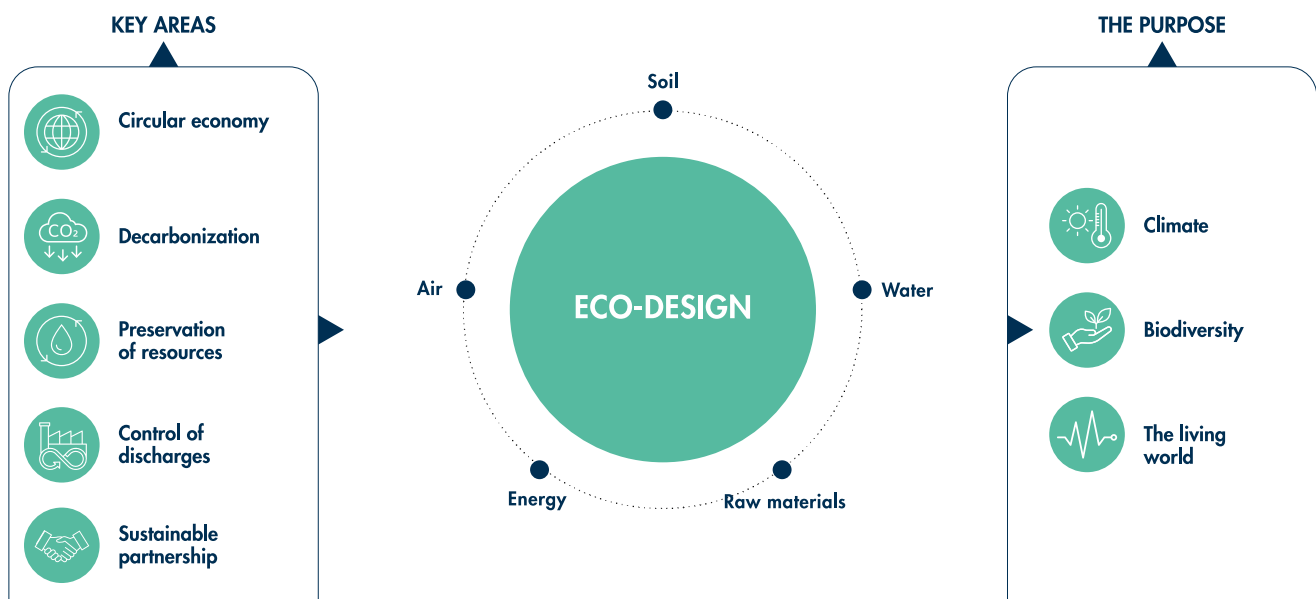 KEY AREAS
Circular economy
CO₂
Decarbonization
Preservation
of resources
Control of
discharges
Sustainable
partnership
Soil
Air
Water
ECO-DESIGN
Energy
Raw materials
THE PURPOSE
Climate
Biodiversity
The living
world